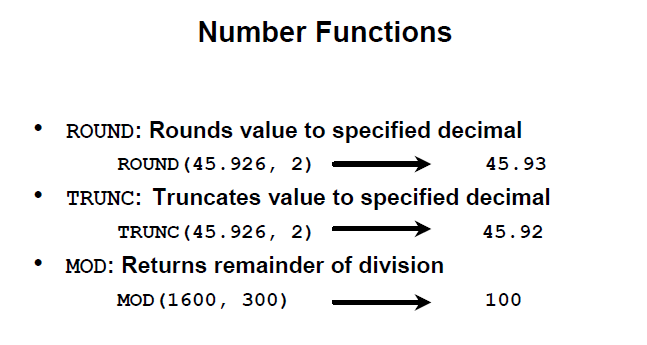 Number Functions
• ROUND: Rounds value to specified decimal
ROUND(45.926, 2) 45.93
• TRUNC: Truncates value to specified decimal
TRUNC(45.926, 2) 45.92
• MOD: Returns remainder of division
MOD(1600, 300) 100